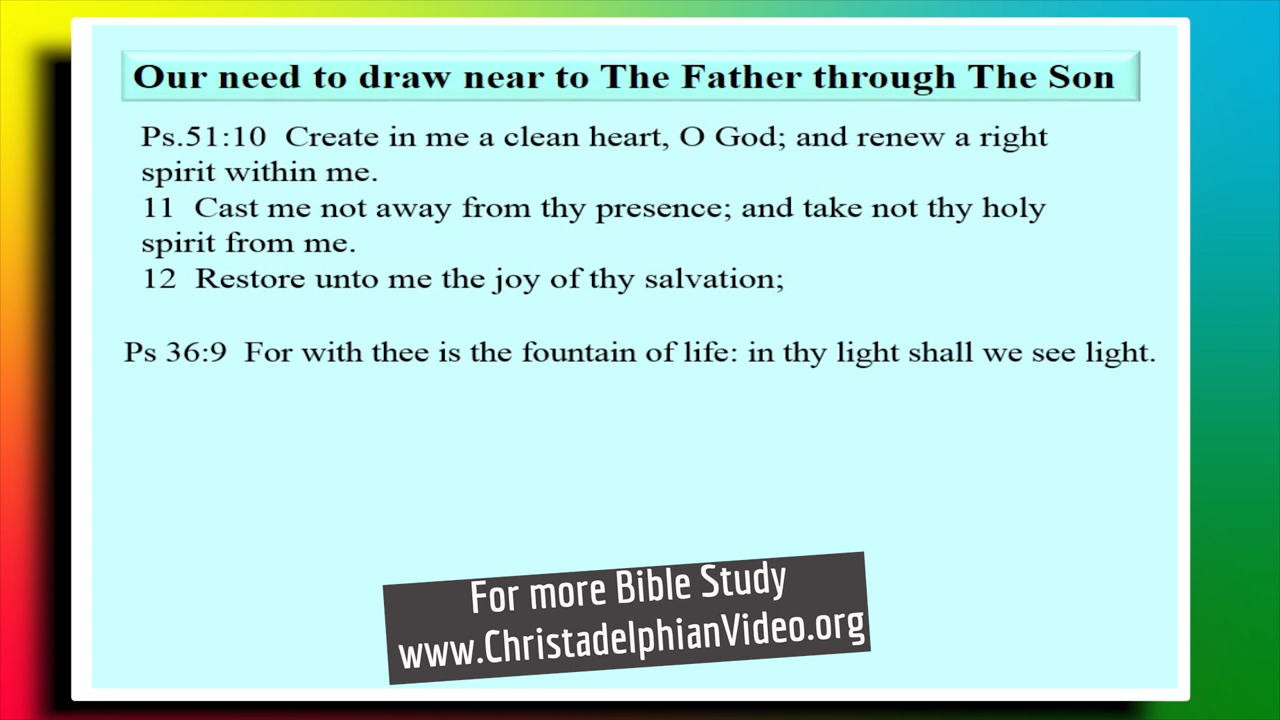 Our need to draw near to The Father through The Son
Ps.51:10 Create in me a clean heart, O God; and renew a right
spirit within me.
11 Cast me not away from thy presence; and take not thy holy
spirit from me.
12 Restore unto me the joy of thy salvation;
Ps 36:9 For with thee is the fountain of life: in thy light shall we see light.
For more Bible Study
www.ChristadelphianVideo.org